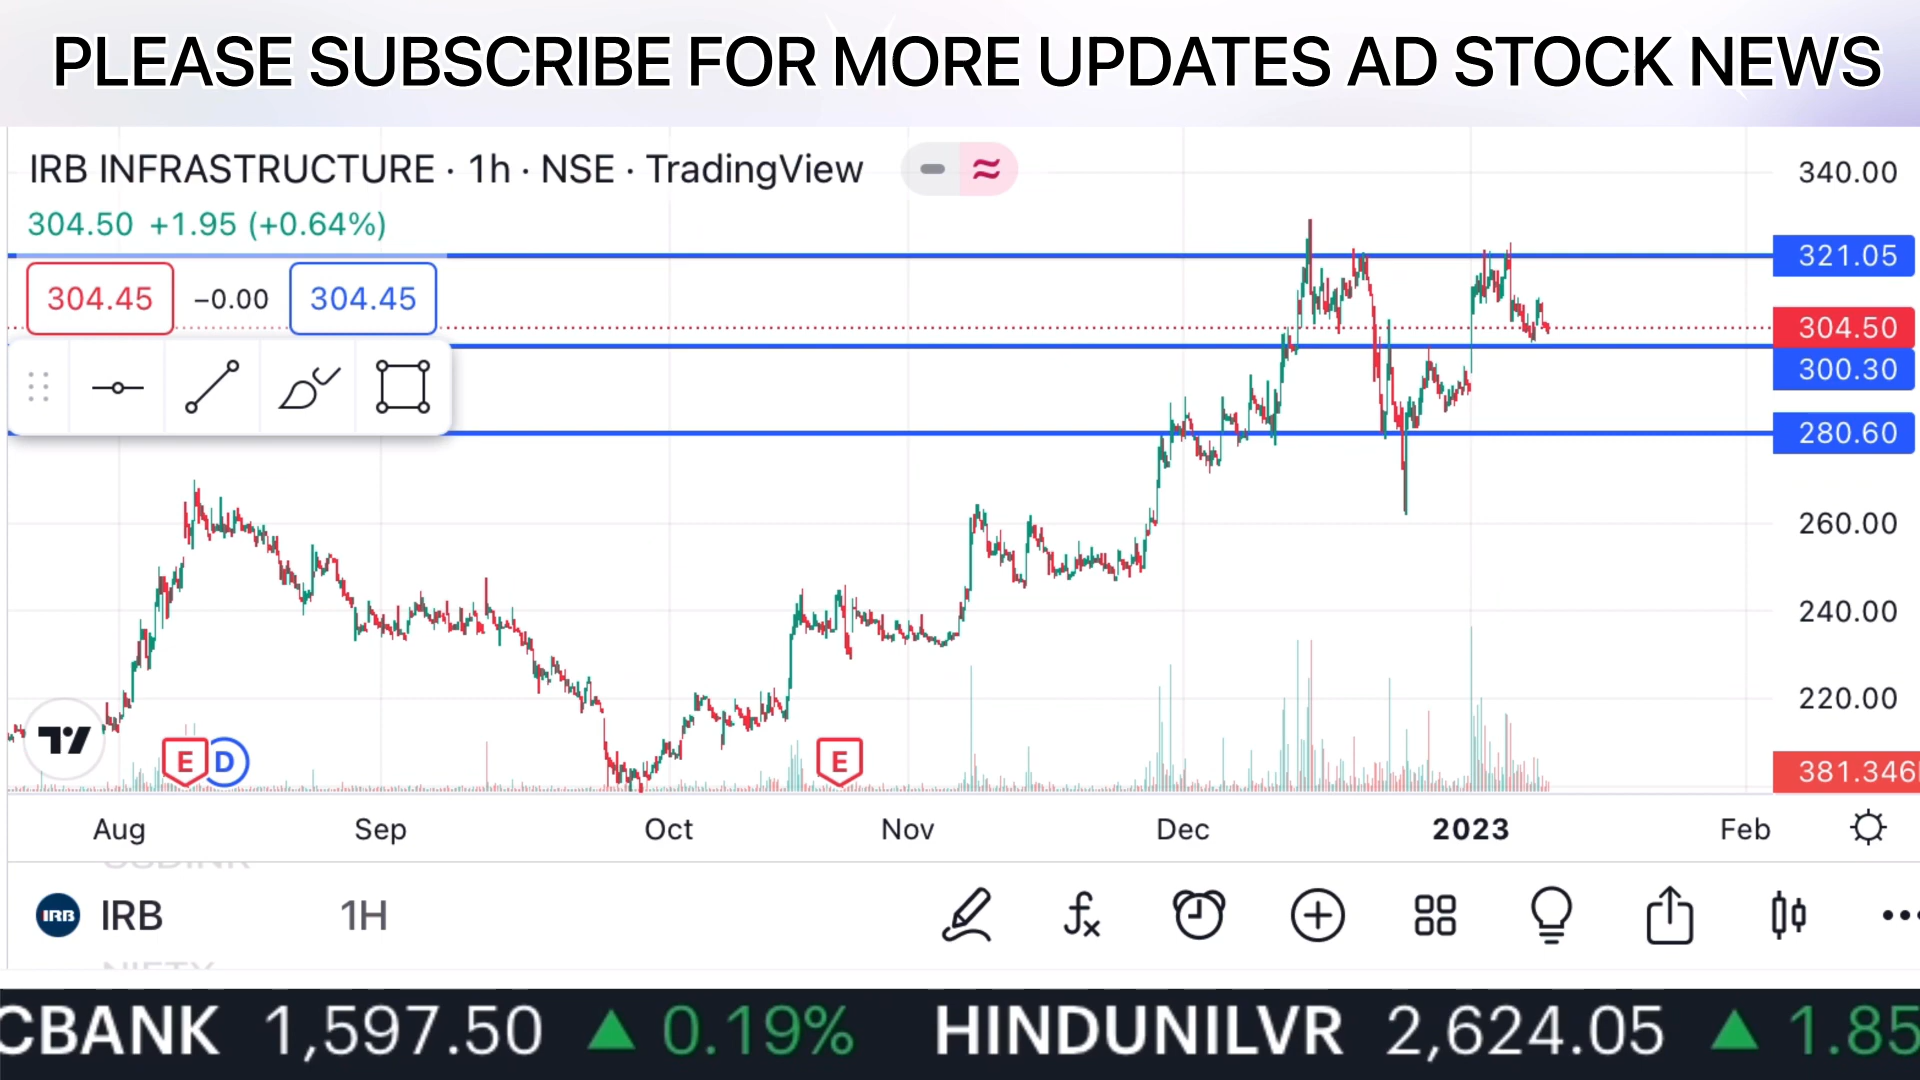 PLEASE SUBSCRIBE FOR MORE UPDATES AD STOCK NEWS
IRB INFRASTRUCTURE · 1h · NSE · TradingView
304.50 +1.95 (+0.64%)
304.45 −0.00 304.45
340.00
321.05
304.50
300.30
280.60
260.00
240.00
220.00
381.346
E D E
Aug Sep Oct Nov Dec 2023 Feb
IRB IRB 1H
CBANK 1,597.50 ▲ 0.19% HINDUNILVR 2,624.05 ▲ 1.85